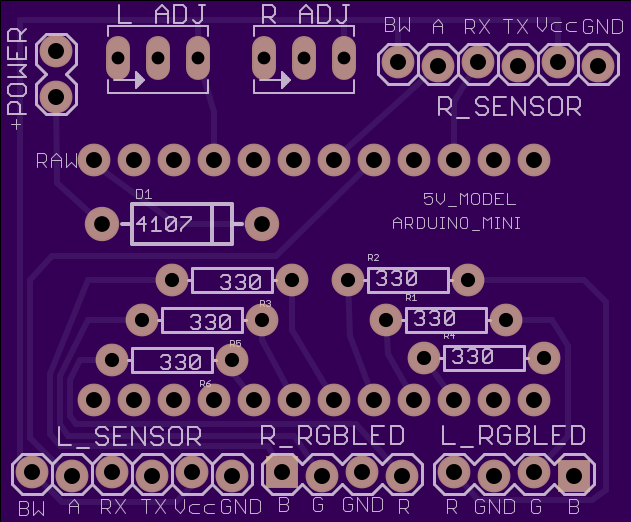 L ADJ R ADJ
+POWER
BW A RX TX Vcc GND
R_SENSOR
RAW
D1
4107
5V_MODEL
ARDUINO_MINI
R2
330 330
R3 R1
330 330
R5 R4
330 330
R6
L_SENSOR R_RGBLED L_RGBLED
BW A RX TX Vcc GND B G GND R R GND G B